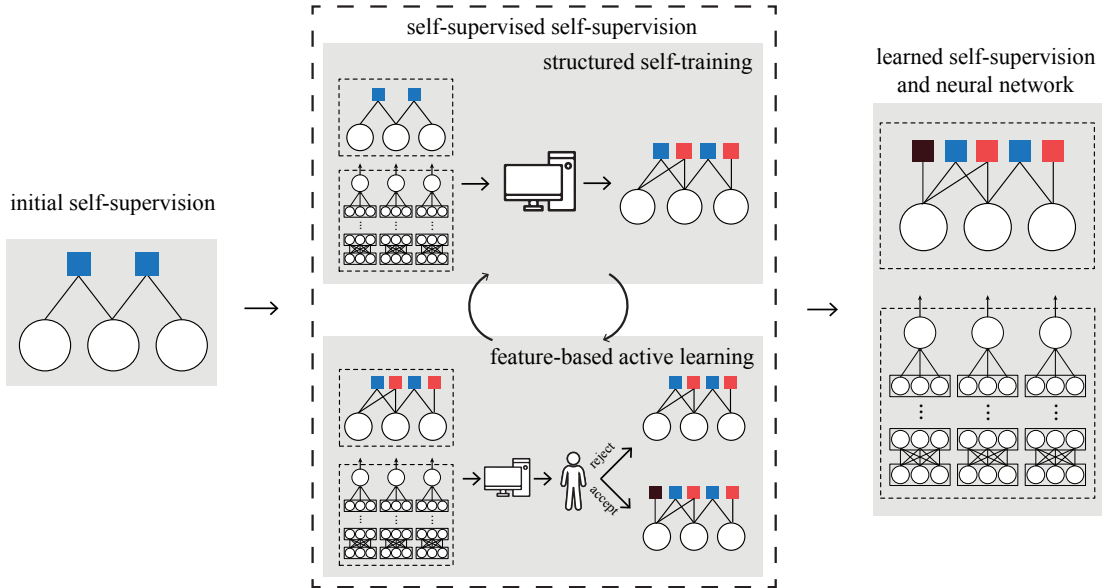 initial self-supervision
self-supervised self-supervision
structured self-training
feature-based active learning
reject
accept
learned self-supervision
and neural network